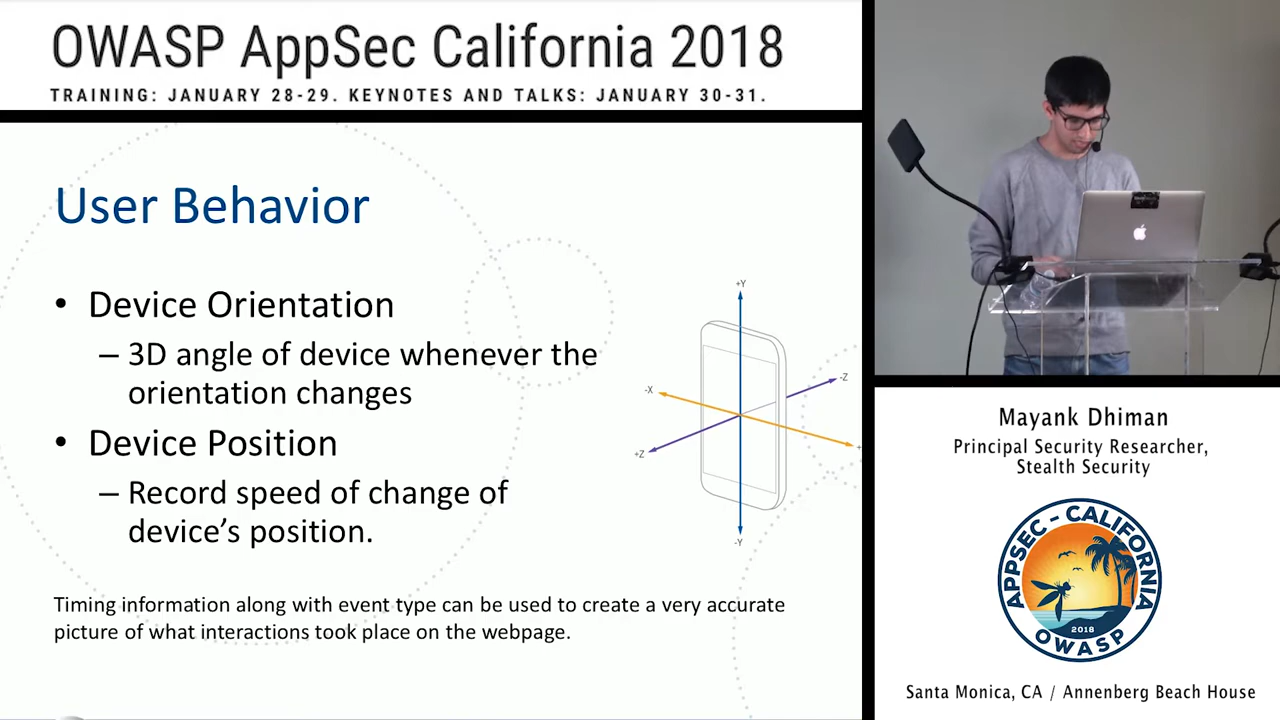 OWASP AppSec California 2018
TRAINING: JANUARY 28-29. KEYNOTES AND TALKS: JANUARY 30-31.
User Behavior
• Device Orientation
– 3D angle of device whenever the
orientation changes
• Device Position
– Record speed of change of
device’s position.
+Y
-X
-Z
+Z
-Y
Timing information along with event type can be used to create a very accurate
picture of what interactions took place on the webpage.
Mayank Dhiman
Principal Security Researcher,
Stealth Security
APPSEC - CALIFORNIA
2018
OWASP
Santa Monica, CA / Annenberg Beach House